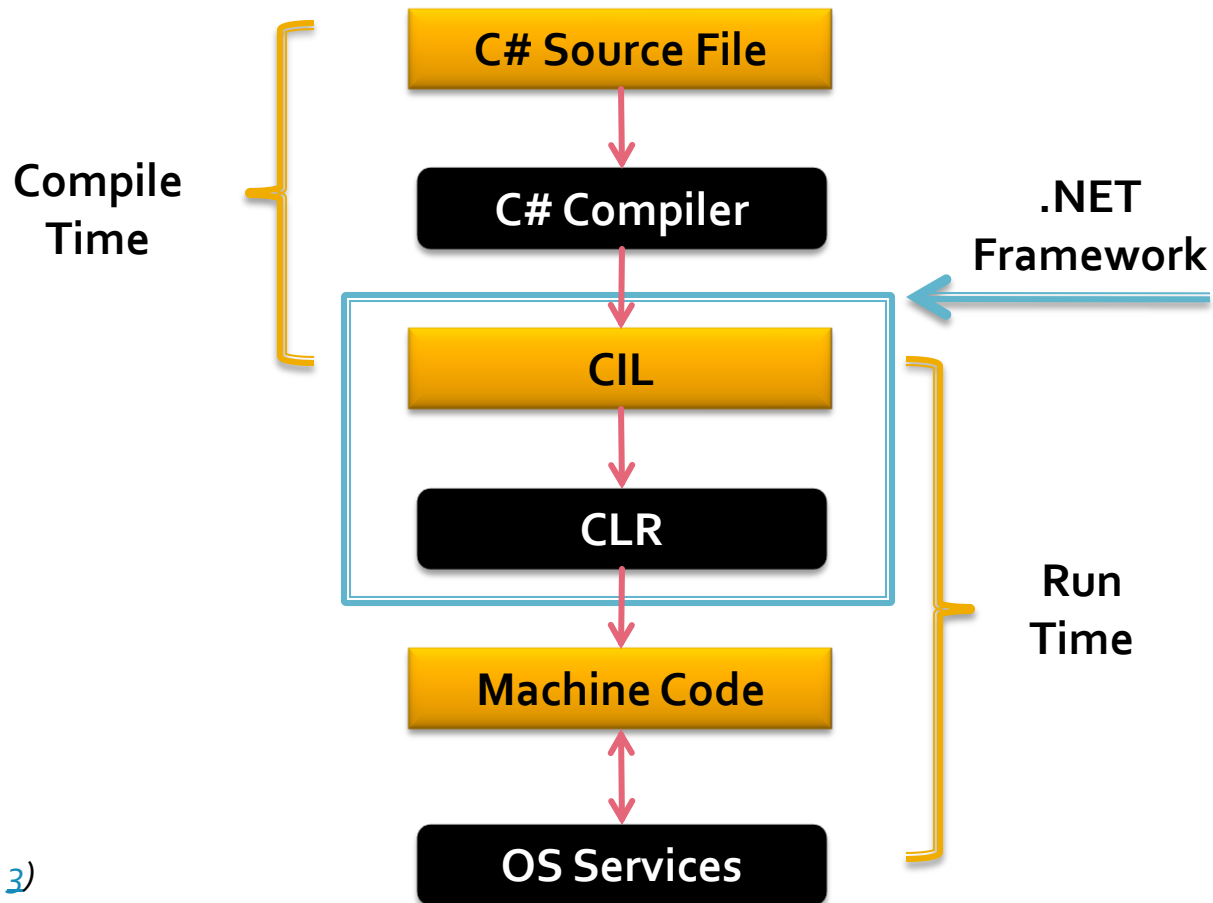 C# Source File
Compile
Time
C# Compiler
.NET
Framework
CIL
CLR
Run
Time
Machine Code
OS Services
3)